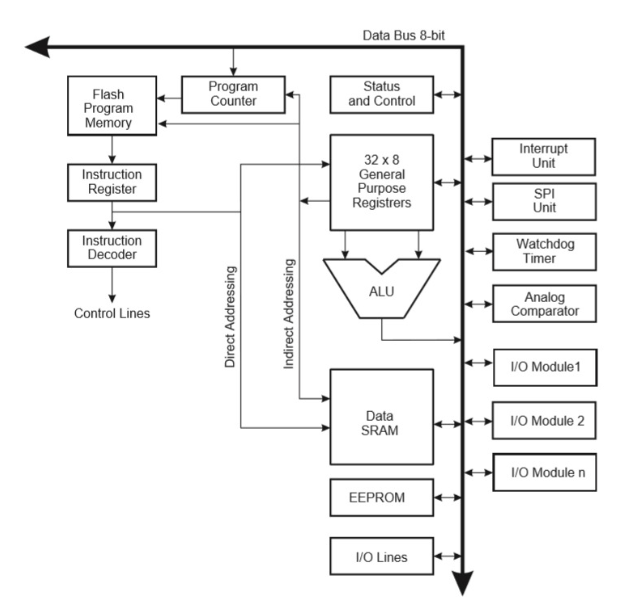 Data Bus 8-bit
Flash
Program
Memory
Program
Counter
Status
and Control
32 x 8
General
Purpose
Registrers
Interrupt
Unit
Instruction
Register
SPI
Unit
Instruction
Decoder
Watchdog
Timer
Direct Addressing
Indirect Addressing
ALU
Analog
Comparator
Control Lines
I/O Module1
Data
SRAM
I/O Module 2
I/O Module n
EEPROM
I/O Lines